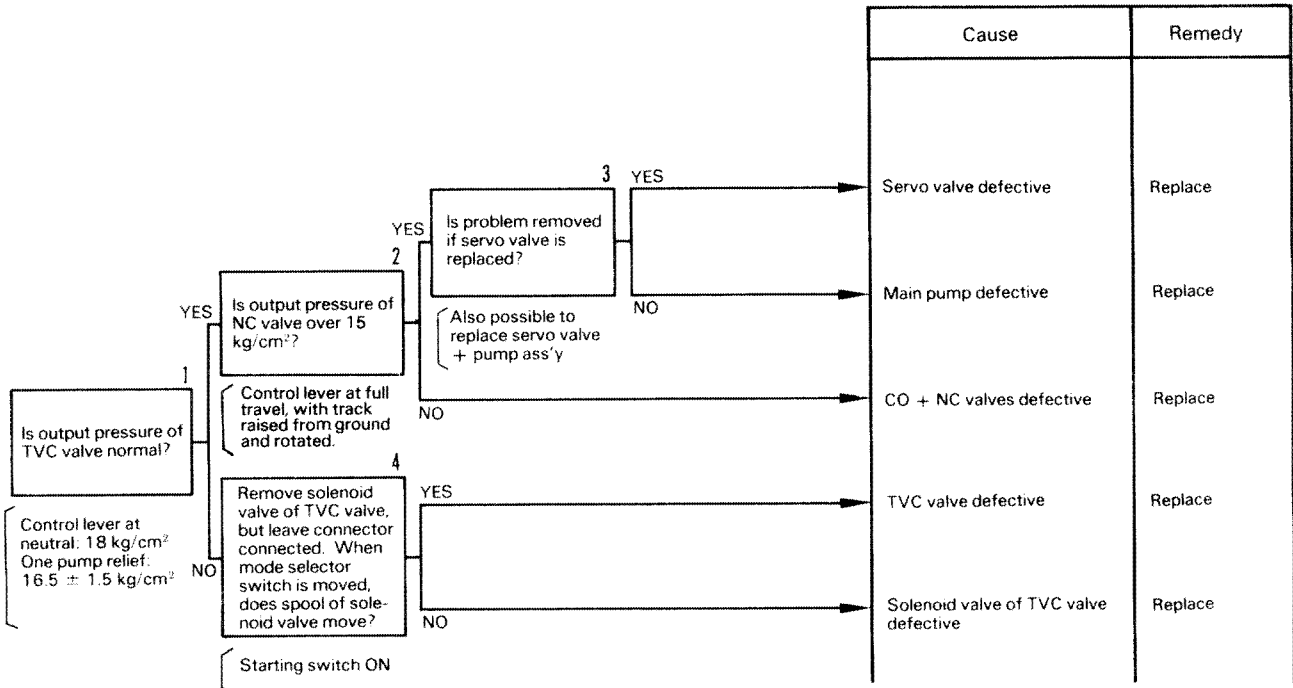 Cause Remedy
3 YES
Is problem removed
if servo valve is
replaced?
Servo valve defective Replace
YES
2
NO
Main pump defective Replace
Also possible to
replace servo valve
+ pump ass'y
YES
Is output pressure of
NC valve over 15
kg/cm²?
Control lever at full
travel, with track
raised from ground
and rotated.
NO
CO + NC valves defective Replace
1
Is output pressure of
TVC valve normal?
Control lever at
neutral: 18 kg/cm²
One pump relief:
16.5 ± 1.5 kg/cm²
NO
4
Remove solenoid
valve of TVC valve,
but leave connector
connected. When
mode selector
switch is moved,
does spool of sole-
noid valve move?
YES
TVC valve defective Replace
NO
Solenoid valve of TVC valve
defective
Replace
Starting switch ON